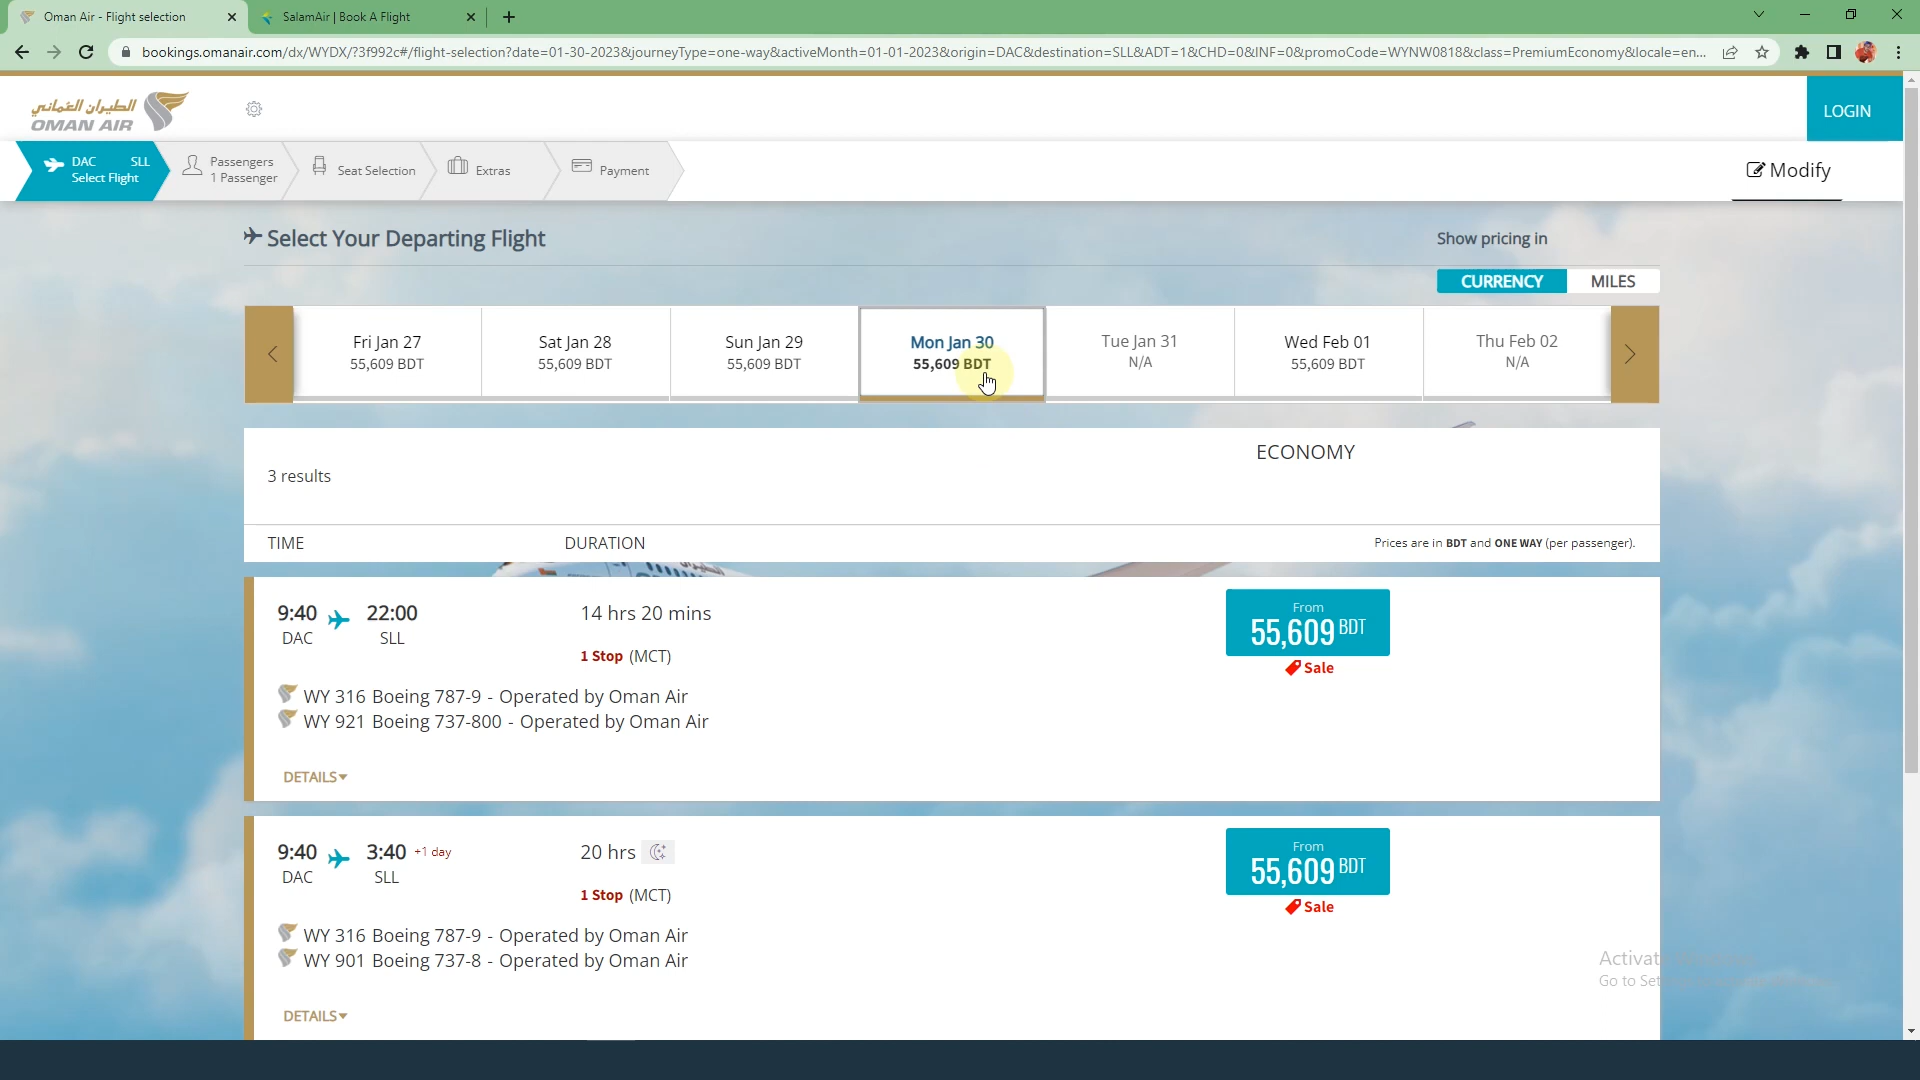 Oman Air - Flight selection
SalamAir | Book A Flight
bookings.omanair.com/dx/WYDX/?3f992c#/flight-selection?date=01-30-2023&journeyType=one-way&activeMonth=01-01-2023&origin=DAC&destination=SLL&ADT=1&CHD=0&INF=0&promoCode=WYNW0818&class=PremiumEconomy&locale=en...
الطيران العُماني
OMAN AIR
LOGIN
DAC SLL
Select Flight
Passengers
1 Passenger
Seat Selection
Extras
Payment
Modify
Select Your Departing Flight
Show pricing in
CURRENCY MILES
Fri Jan 27
55,609 BDT
Sat Jan 28
55,609 BDT
Sun Jan 29
55,609 BDT
Mon Jan 30
55,609 BDT
Tue Jan 31
N/A
Wed Feb 01
55,609 BDT
Thu Feb 02
N/A
ECONOMY
3 results
TIME DURATION Prices are in BDT and ONE WAY (per passenger).
9:40 22:00 14 hrs 20 mins
DAC SLL
1 Stop (MCT)
From
55,609 BDT
Sale
WY 316 Boeing 787-9 - Operated by Oman Air
WY 921 Boeing 737-800 - Operated by Oman Air
DETAILS
9:40 3:40 +1 day 20 hrs
DAC SLL
1 Stop (MCT)
From
55,609 BDT
Sale
WY 316 Boeing 787-9 - Operated by Oman Air
WY 901 Boeing 737-8 - Operated by Oman Air
DETAILS
Activat
Go to Set